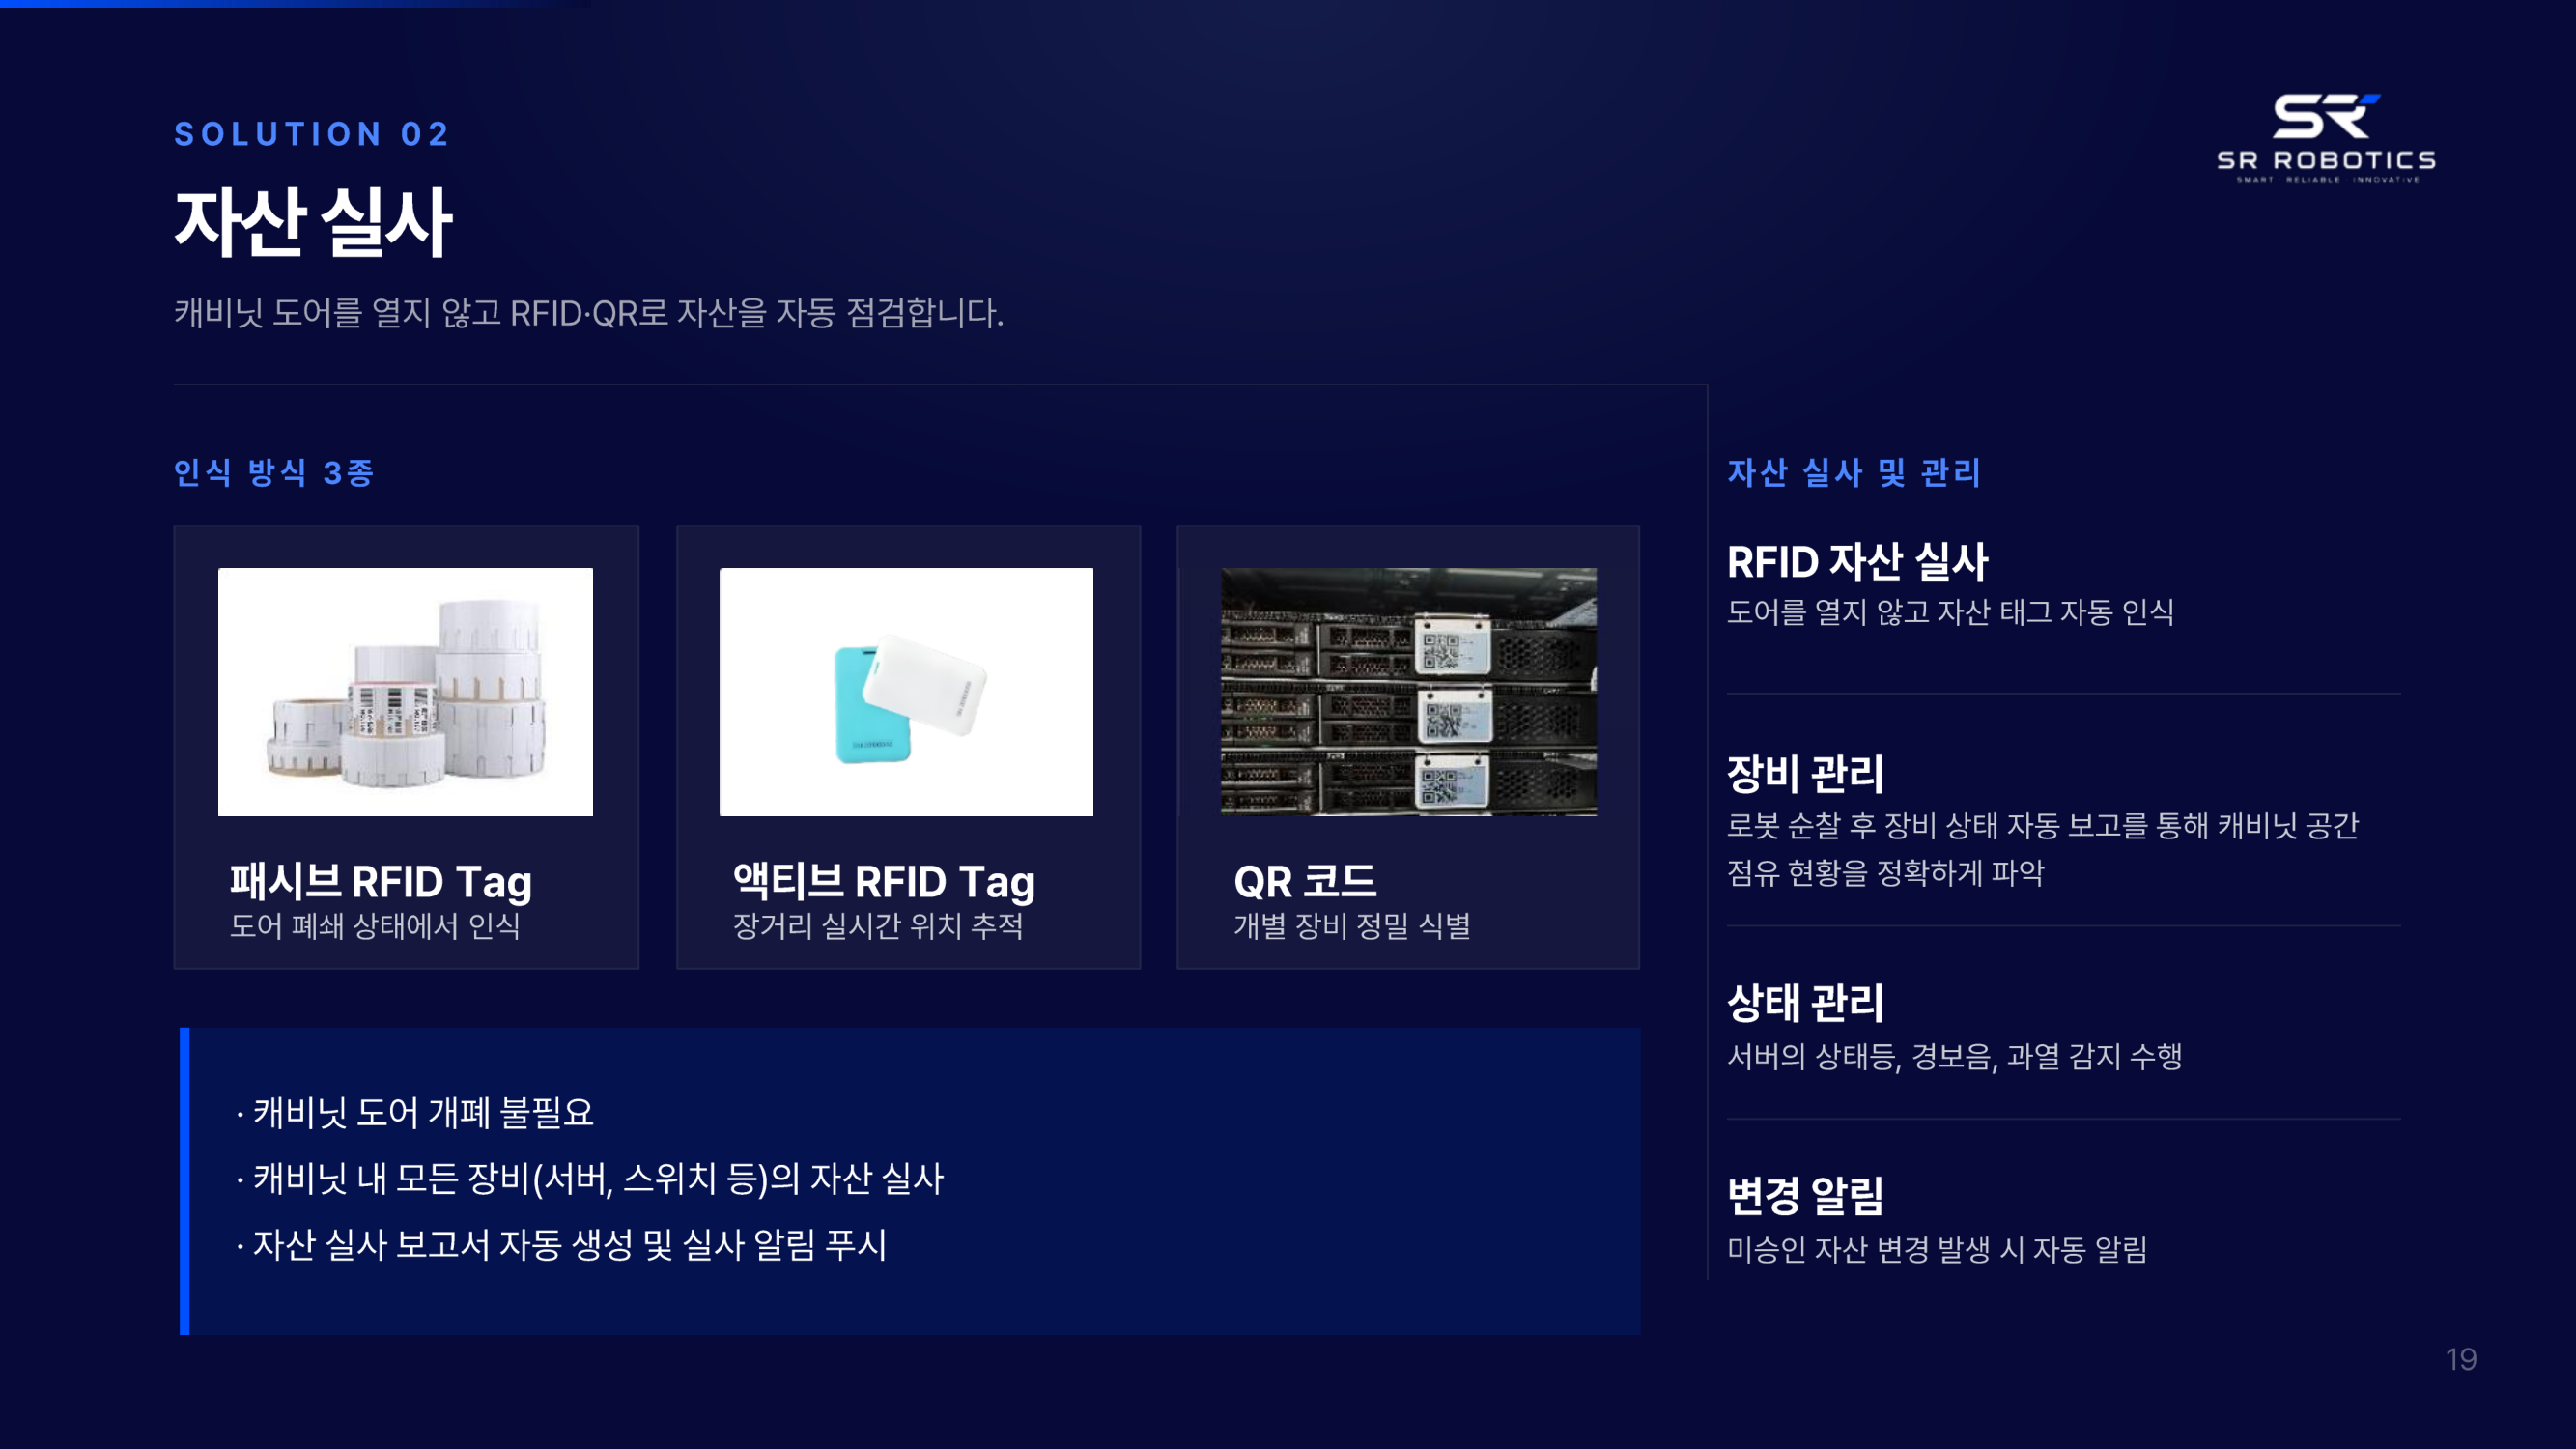 SOLUTION 02
자산 실사
캐비닛 도어를 열지 않고 RFID·QR로 자산을 자동 점검합니다.
SR
SR ROBOTICS
SMART RELIABLE INNOVATIVE
인식 방식 3종
패시브 RFID Tag
도어 폐쇄 상태에서 인식
액티브 RFID Tag
장거리 실시간 위치 추적
QR 코드
개별 장비 정밀 식별
· 캐비닛 도어 개폐 불필요
· 캐비닛 내 모든 장비(서버, 스위치 등)의 자산 실사
· 자산 실사 보고서 자동 생성 및 실사 알림 푸시
자산 실사 및 관리
RFID 자산 실사
도어를 열지 않고 자산 태그 자동 인식
장비 관리
로봇 순찰 후 장비 상태 자동 보고를 통해 캐비닛 공간
점유 현황을 정확하게 파악
상태 관리
서버의 상태등, 경보음, 과열 감지 수행
변경 알림
미승인 자산 변경 발생 시 자동 알림
19